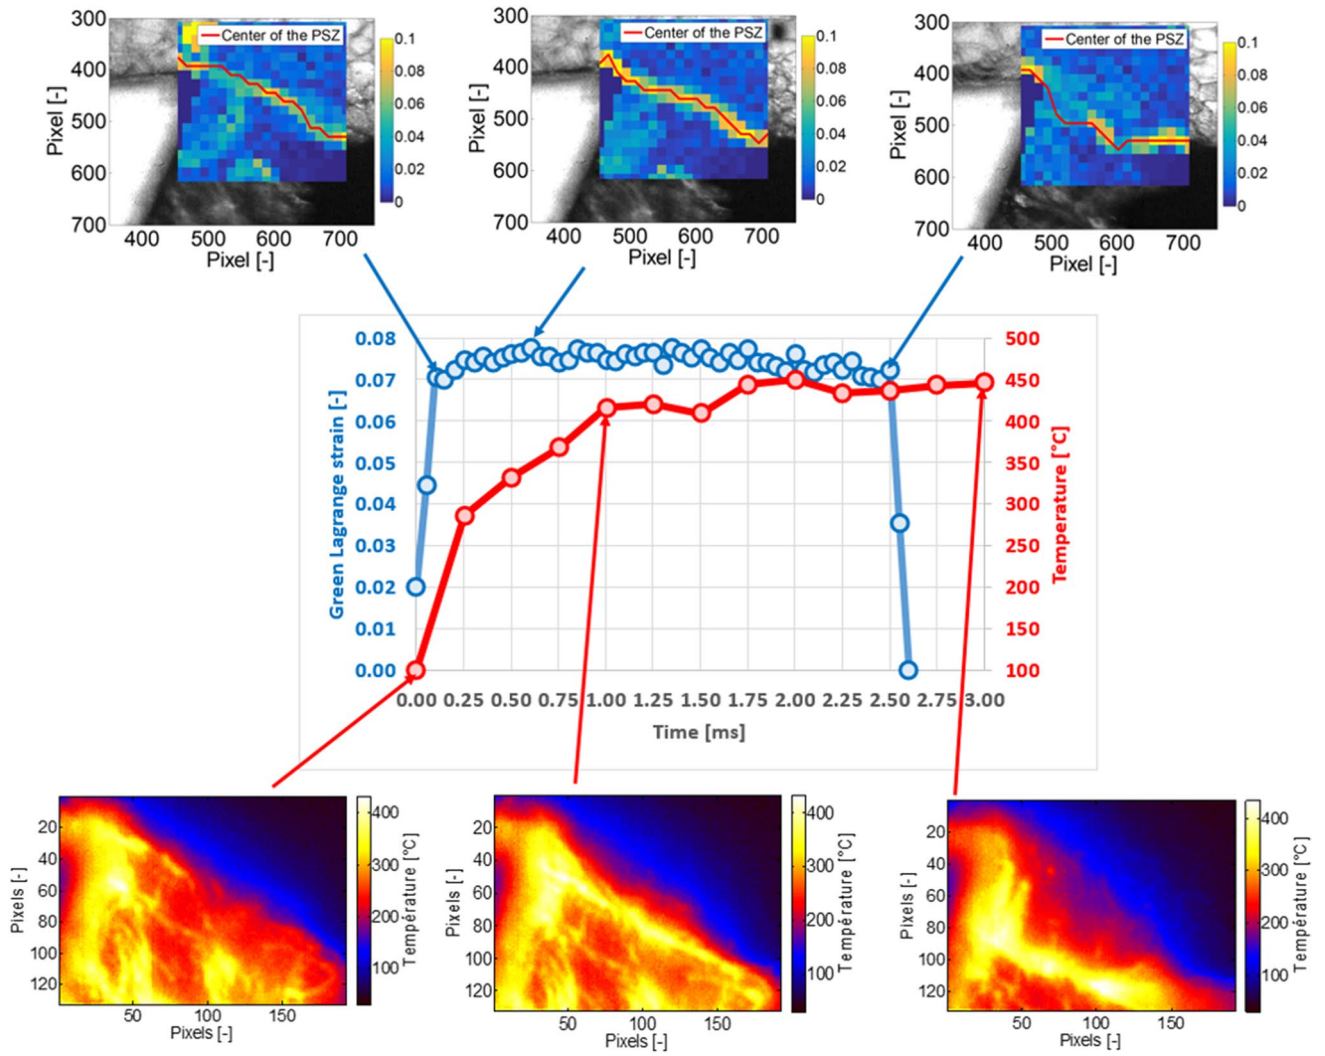 300
400
500
600
700
Pixel [-]
Center of the PSZ
0.1
0.08
0.06
0.04
0.02
0
400 500 600 700
Pixel [-]
300
400
500
600
700
Pixel [-]
Center of the PSZ
0.1
0.08
0.06
0.04
0.02
0
400 500 600 700
Pixel [-]
300
400
500
600
700
Pixel [-]
Center of the PSZ
0.1
0.08
0.06
0.04
0.02
0
400 500 600 700
Pixel [-]
Green Lagrange strain [-]
0.08
0.07
0.06
0.05
0.04
0.03
0.02
0.01
0.00
500
450
400
350
300
250
200
150
100
Temperature [°C]
0.00 0.25 0.50 0.75 1.00 1.25 1.50 1.75 2.00 2.25 2.50 2.75 3.00
Time [ms]
20
40
60
80
100
120
Pixels [-]
50 100 150
Pixels [-]
400
300
200
100
Température [°C]
20
40
60
80
100
120
Pixels [-]
50 100 150
Pixels [-]
400
300
200
100
Température [°C]
20
40
60
80
100
120
Pixels [-]
50 100 150
Pixels [-]
400
300
200
100
Température [°C]